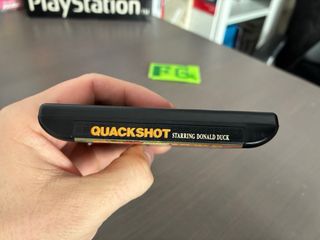 PlayStation
QUACKSHOT STARRING DONALD DUCK